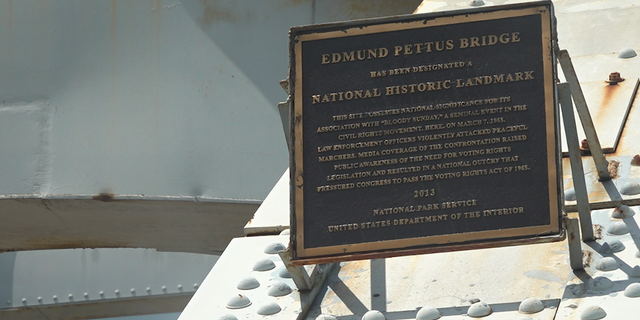 EDMUND PETTUS BRIDGE
HAS BEEN DESIGNATED A
NATIONAL HISTORIC LANDMARK
THIS SITE POSSESSES NATIONAL SIGNIFICANCE FOR ITS
ASSOCIATION WITH "BLOODY SUNDAY," A SEMINAL EVENT IN THE
CIVIL RIGHTS MOVEMENT. HERE, ON MARCH 7, 1965,
LAW ENFORCEMENT OFFICERS VIOLENTLY ATTACKED PEACEFUL
MARCHERS. MEDIA COVERAGE OF THE CONFRONTATION RAISED
PUBLIC AWARENESS OF THE NEED FOR VOTING RIGHTS
LEGISLATION AND RESULTED IN A NATIONAL OUTCRY THAT
PRESSURED CONGRESS TO PASS THE VOTING RIGHTS ACT OF 1965.
2013
NATIONAL PARK SERVICE
UNITED STATES DEPARTMENT OF THE INTERIOR